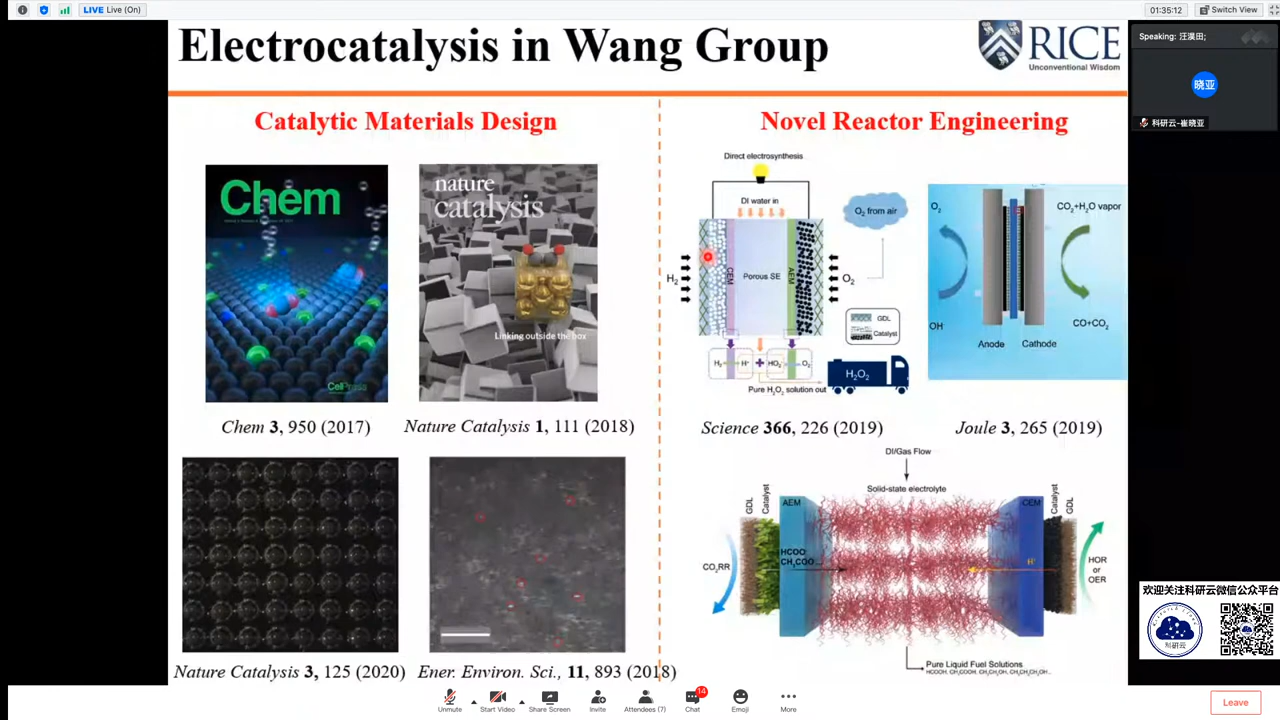 LIVE Live (On)
01:35:12
Switch View
Electrocatalysis in Wang Group
RICE
Unconventional Wisdom
Speaking: 汪淏田;
晓亚
科研云-崔晓亚
Catalytic Materials Design
Chem
CellPress
nature
catalysis
Linking outside the box
Chem 3, 950 (2017)
Nature Catalysis 1, 111 (2018)
Nature Catalysis 3, 125 (2020)
Ener. Environ. Sci., 11, 893 (2018)
Novel Reactor Engineering
Direct electrosynthesis
DI water in
O₂ from air
H₂
CEM
Porous SE
AEM
O₂
GDL
Catalyst
H₂
H⁺
HO₂⁻
O₂
H₂O₂
Pure H₂O₂ solution out
O₂
CO₂+H₂O vapor
OH
CO+CO₂
Anode
Cathode
Science 366, 226 (2019)
Joule 3, 265 (2019)
DI/Gas Flow
Solid-state electrolyte
GDL
Catalyst
AEM
CEM
Catalyst
GDL
CO₂RR
HCOO⁻
CH₃COO⁻...
H⁺
HOR
or
OER
Pure Liquid Fuel Solutions
欢迎关注科研云微信公众平台
科研云
Unmute
Start Video
Share Screen
Invite
Attendees (7)
14
Chat
Emoji
More
Leave